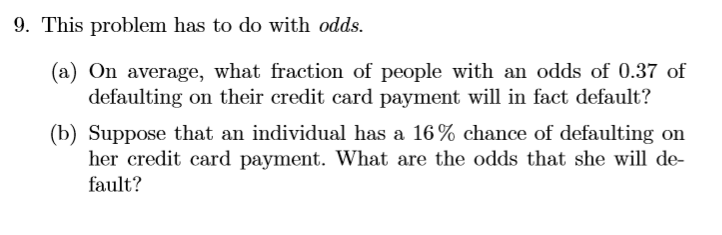 9. This problem has to do with odds.
(a) On average, what fraction of people with an odds of 0.37 of
defaulting on their credit card payment will in fact default?
(b) Suppose that an individual has a 16% chance of defaulting on
her credit card payment. What are the odds that she will de-
fault?